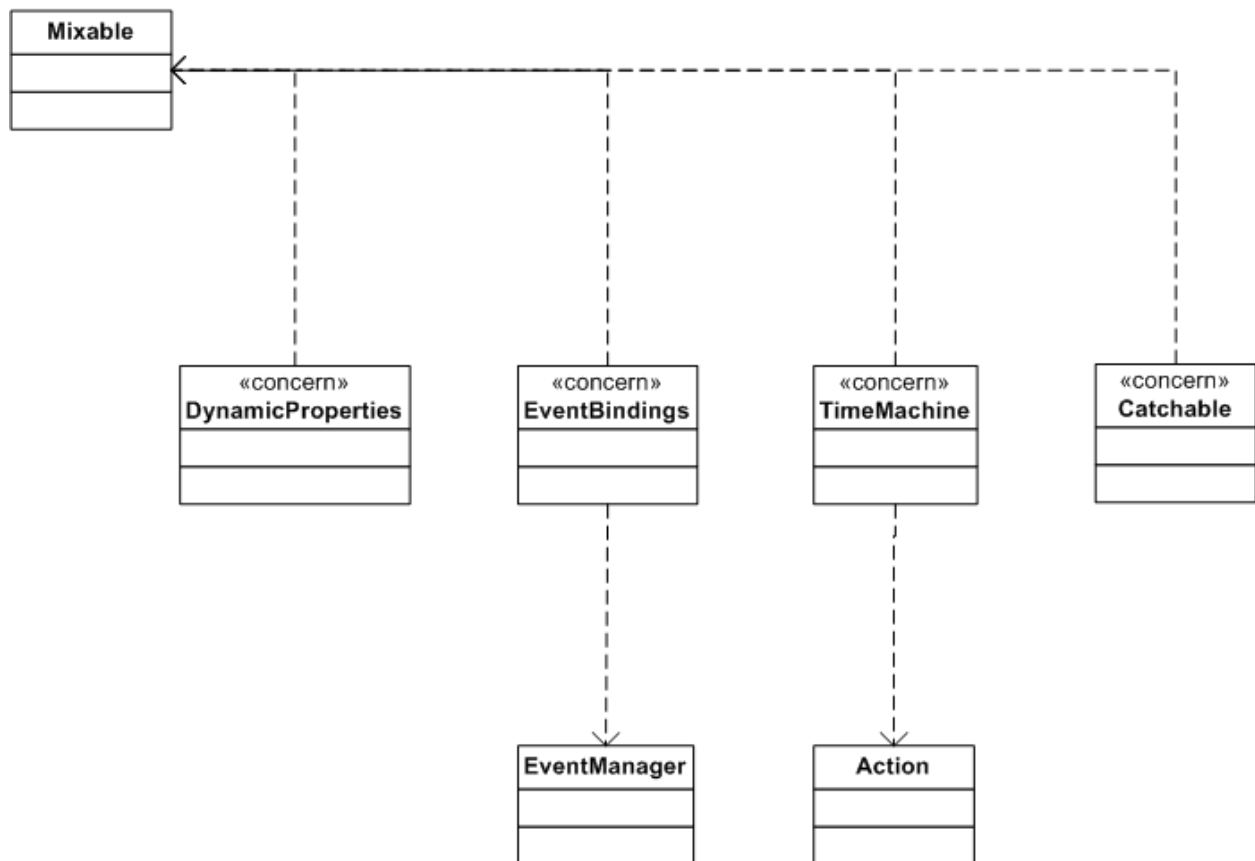 Mixable
«concern»
DynamicProperties
«concern»
EventBindings
«concern»
TimeMachine
«concern»
Catchable
EventManager
Action